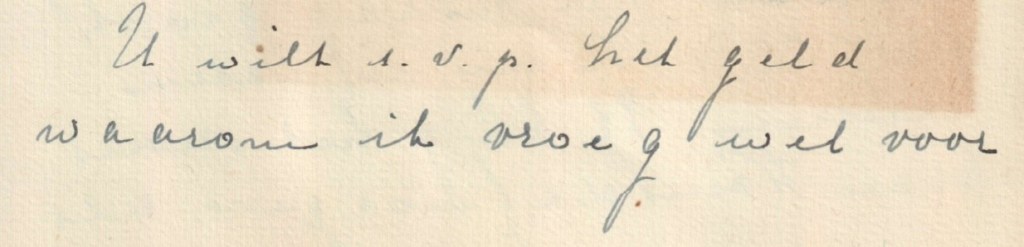 U wilt s.v.p. het geld
waarom ik vroeg wel voor